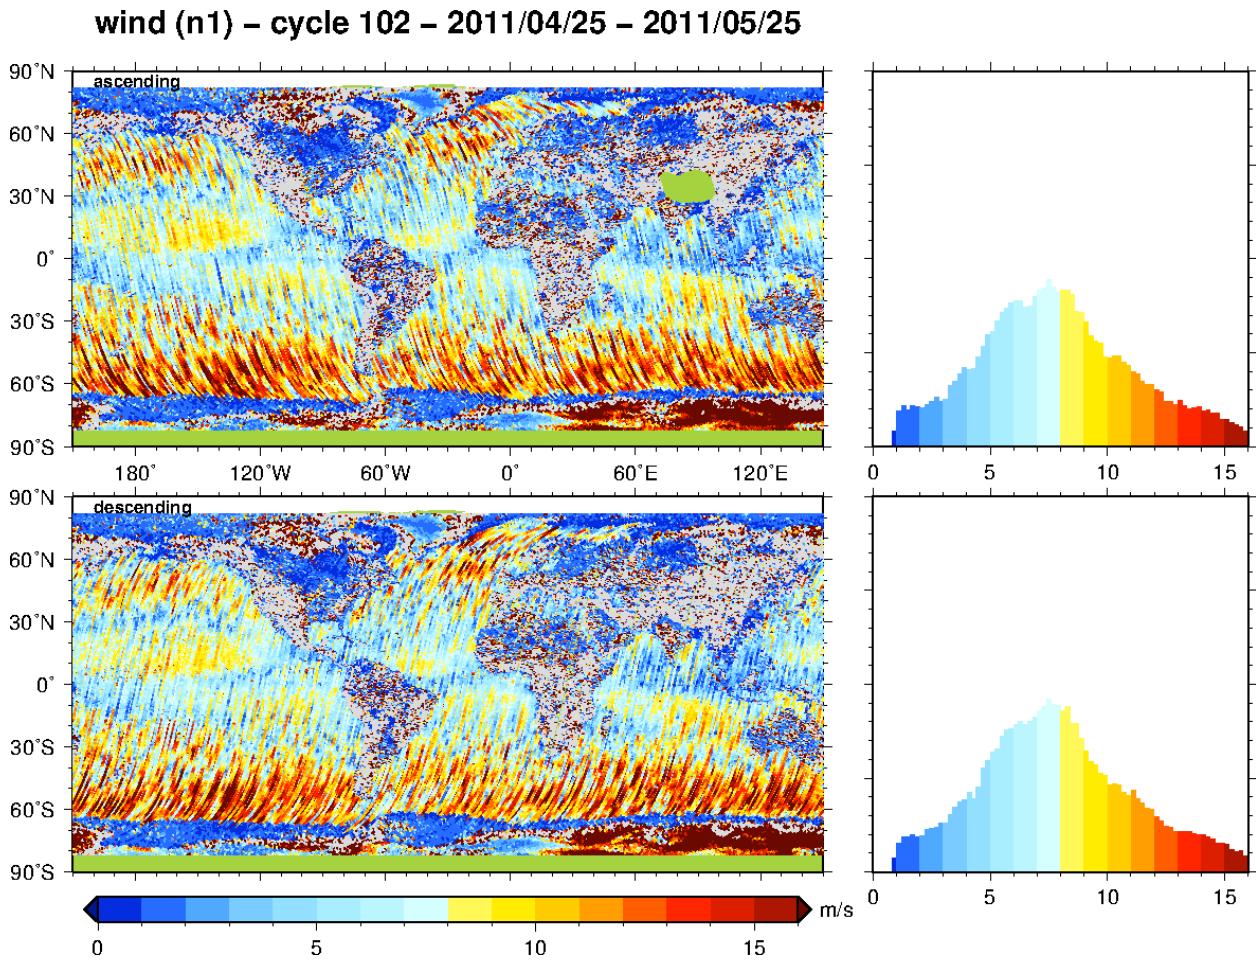 wind (n1) – cycle 102 – 2011/04/25 – 2011/05/25
90˚N
ascending
60˚N
30˚N
0˚
30˚S
60˚S
90˚S
180˚ 120˚W 60˚W 0˚ 60˚E 120˚E
0 5 10 15
90˚N
descending
60˚N
30˚N
0˚
30˚S
60˚S
90˚S
0 5 10 15
m/s
0 5 10 15